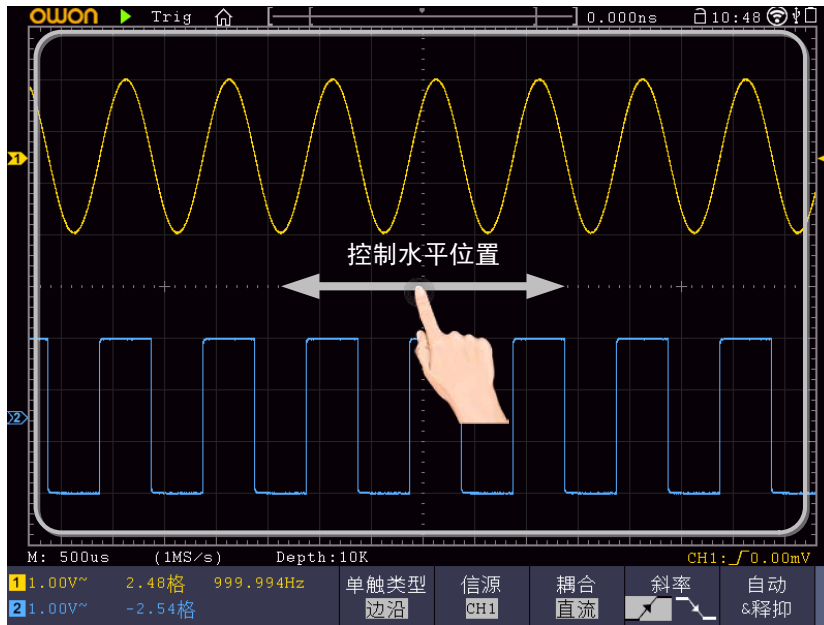 OWON Trig 0.000ns 10:48
控制水平位置
1
2
M: 500us (1MS/s) Depth:10K CH1: 0.00mV
1 1.00V~ 2.48格 999.994Hz
2 1.00V~ -2.54格
单触类型 信源 耦合 斜率 自动
边沿 CH1 直流 &释抑